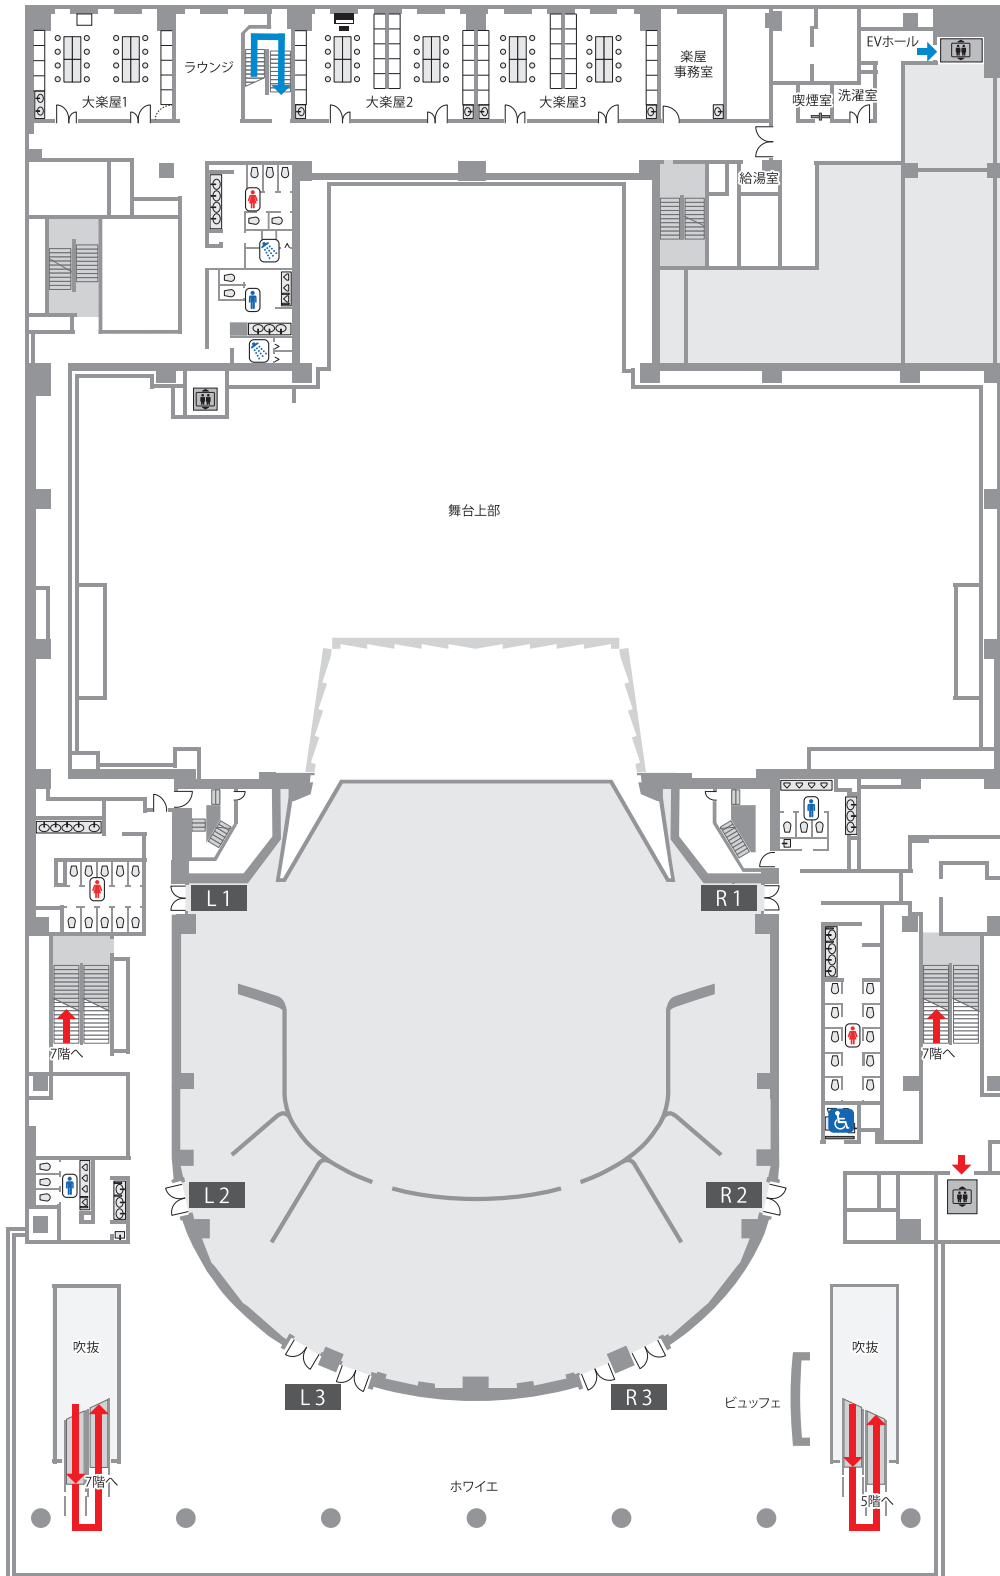 EVホール
楽屋
事務室
ラウンジ
大楽屋1
大楽屋2
大楽屋3
喫煙室
洗濯室
給湯室
舞台上部
L1
R1
7階へ
7階へ
L2
R2
吹抜
吹抜
L3
R3
ビュッフェ
7階へ
ホワイエ
5階へ